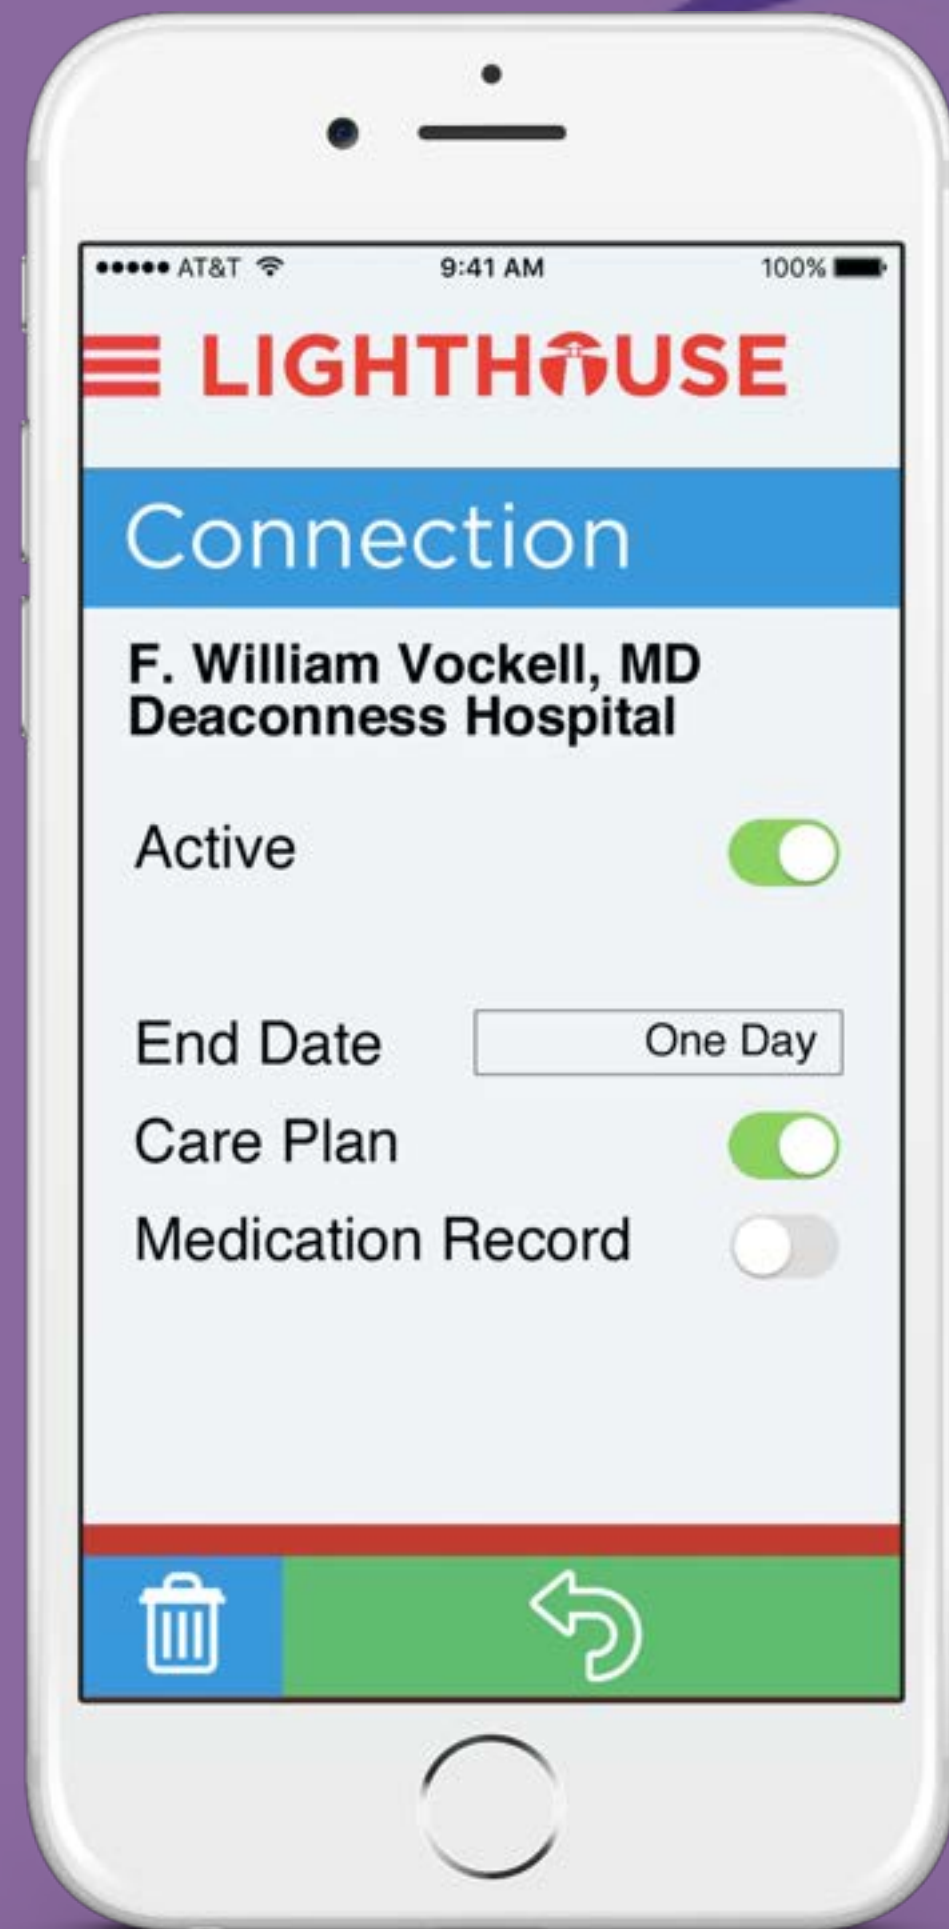 AT&T 9:41 AM 100%
LIGHTHOUSE
Connection
F. William Vockell, MD
Deaconness Hospital
Active
End Date One Day
Care Plan
Medication Record